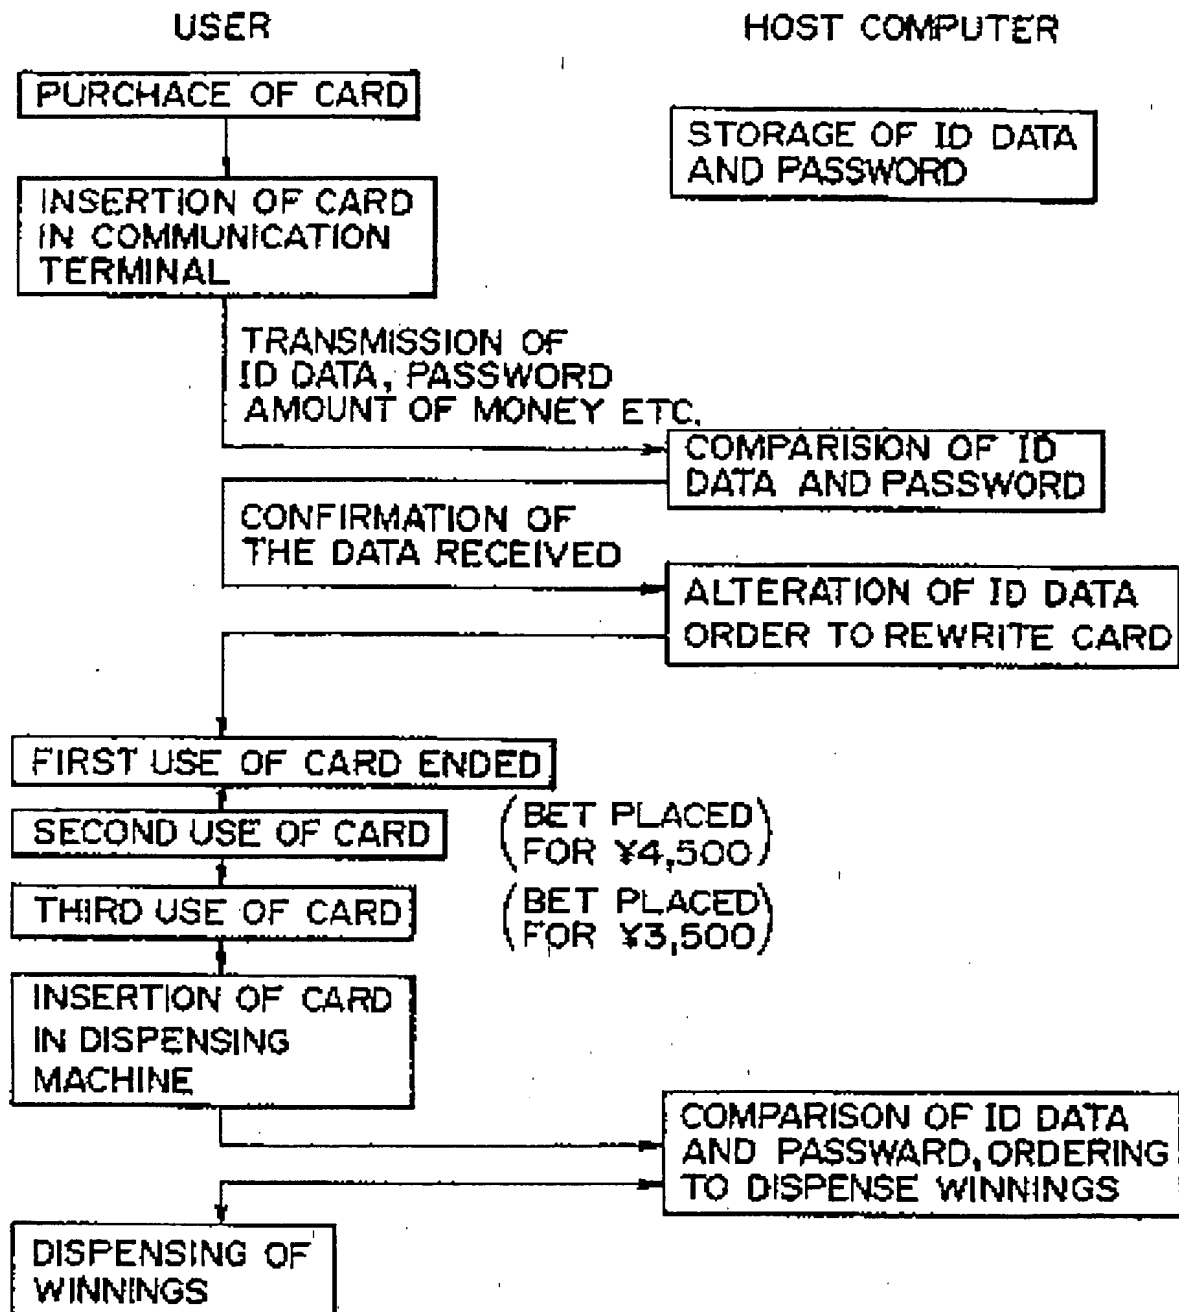 USER
HOST COMPUTER
PURCHACE OF CARD
STORAGE OF ID DATA
AND PASSWORD
INSERTION OF CARD
IN COMMUNICATION
TERMINAL
TRANSMISSION OF
ID DATA, PASSWORD
AMOUNT OF MONEY ETC.
COMPARISION OF ID
DATA AND PASSWORD
CONFIRMATION OF
THE DATA RECEIVED
ALTERATION OF ID DATA
ORDER TO REWRITE CARD
FIRST USE OF CARD ENDED
SECOND USE OF CARD
(BET PLACED
FOR ¥4,500)
THIRD USE OF CARD
(BET PLACED
FOR ¥3,500)
INSERTION OF CARD
IN DISPENSING
MACHINE
COMPARISON OF ID DATA
AND PASSWARD, ORDERING
TO DISPENSE WINNINGS
DISPENSING OF
WINNINGS